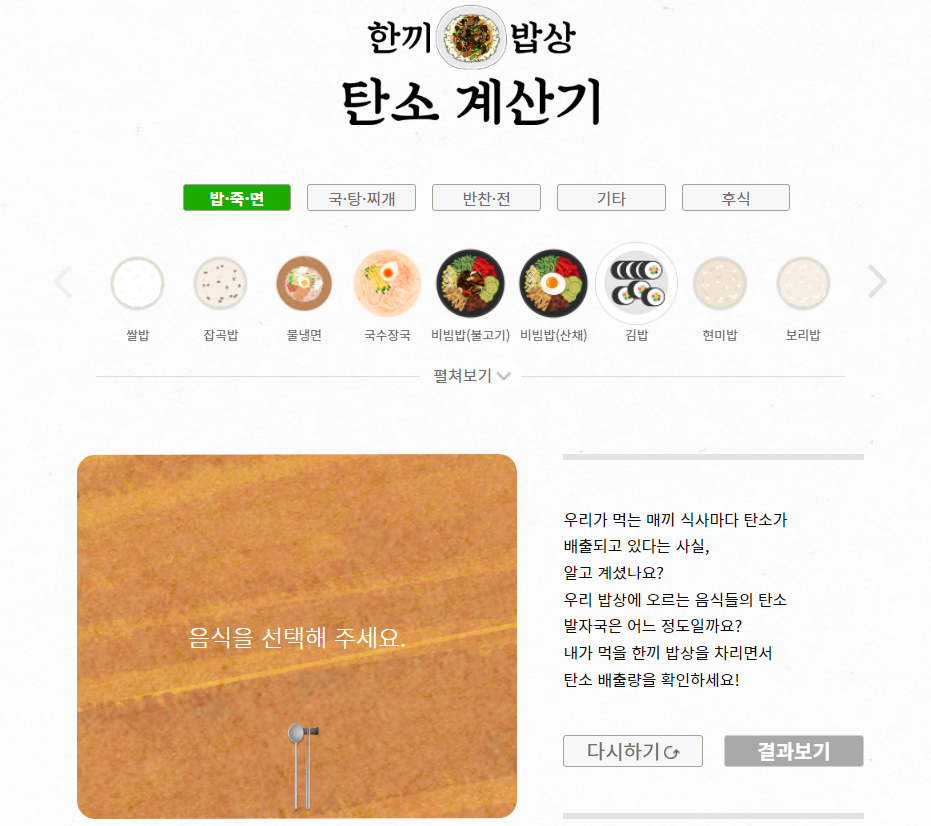 한끼 밥상
탄소 계산기
밥·죽·면 국·탕·찌개 반찬·전 기타 후식
쌀밥 잡곡밥 물냉면 국수장국 비빔밥(불고기) 비빔밥(산채) 김밥 현미밥 보리밥
펼쳐보기
음식을 선택해 주세요.
우리가 먹는 매끼 식사마다 탄소가
배출되고 있다는 사실,
알고 계셨나요?
우리 밥상에 오르는 음식들의 탄소
발자국은 어느 정도일까요?
내가 먹을 한끼 밥상을 차리면서
탄소 배출량을 확인하세요!
다시하기 결과보기